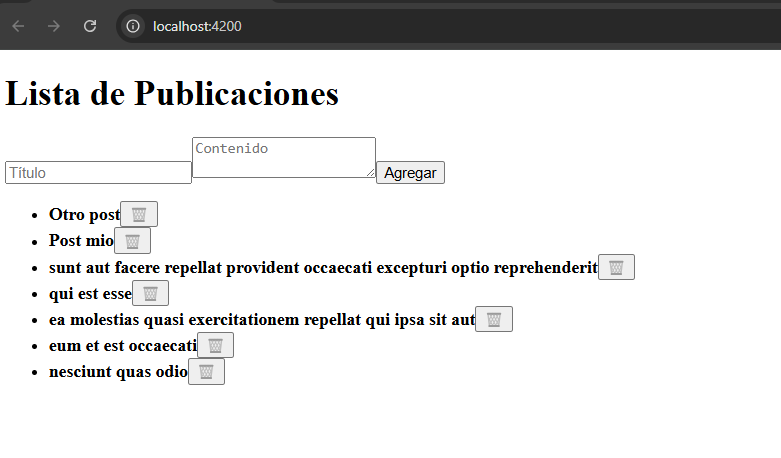 localhost:4200
Lista de Publicaciones
Título Contenido Agregar
Otro post
Post mio
sunt aut facere repellat provident occaecati excepturi optio reprehenderit
qui est esse
ea molestias quasi exercitationem repellat qui ipsa sit aut
eum et est occaecati
nesciunt quas odio